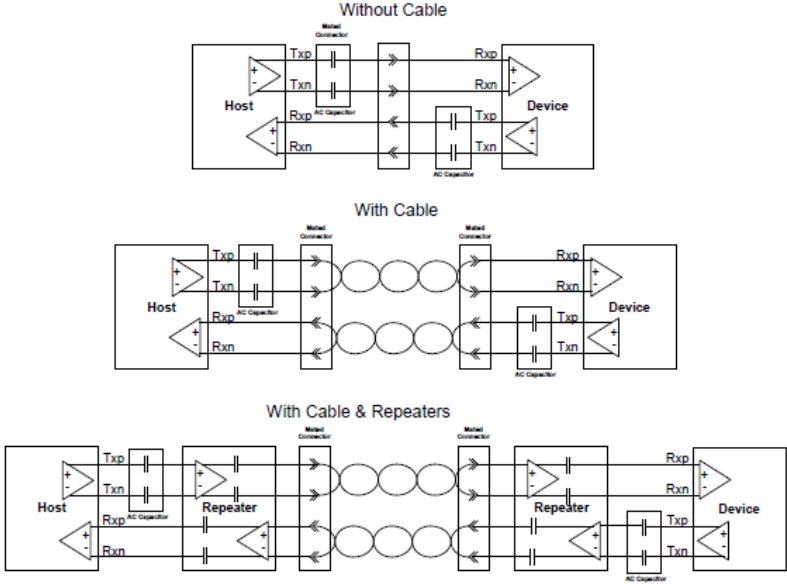 Without Cable
Mated
Connector
Txp
Rxp
+
-
+
-
Txn
Rxn
Host
AC Capacitor
Device
Rxp
Txp
+
-
+
-
Rxn
Txn
AC Capacitor
With Cable
Mated
Connector
Mated
Connector
Txp
Rxp
+
-
+
-
Txn
Rxn
Host
Device
AC Capacitor
Rxp
Txp
+
-
+
-
Rxn
Txn
AC Capacitor
With Cable & Repeaters
Mated
Connector
Mated
Connector
Txp
Rxp
+
-
+
-
+
-
+
-
Txn
Rxn
Host
Repeater
Repeater
Device
AC Capacitor
Rxp
Txp
+
-
+
-
+
-
+
-
Rxn
Txn
AC Capacitor